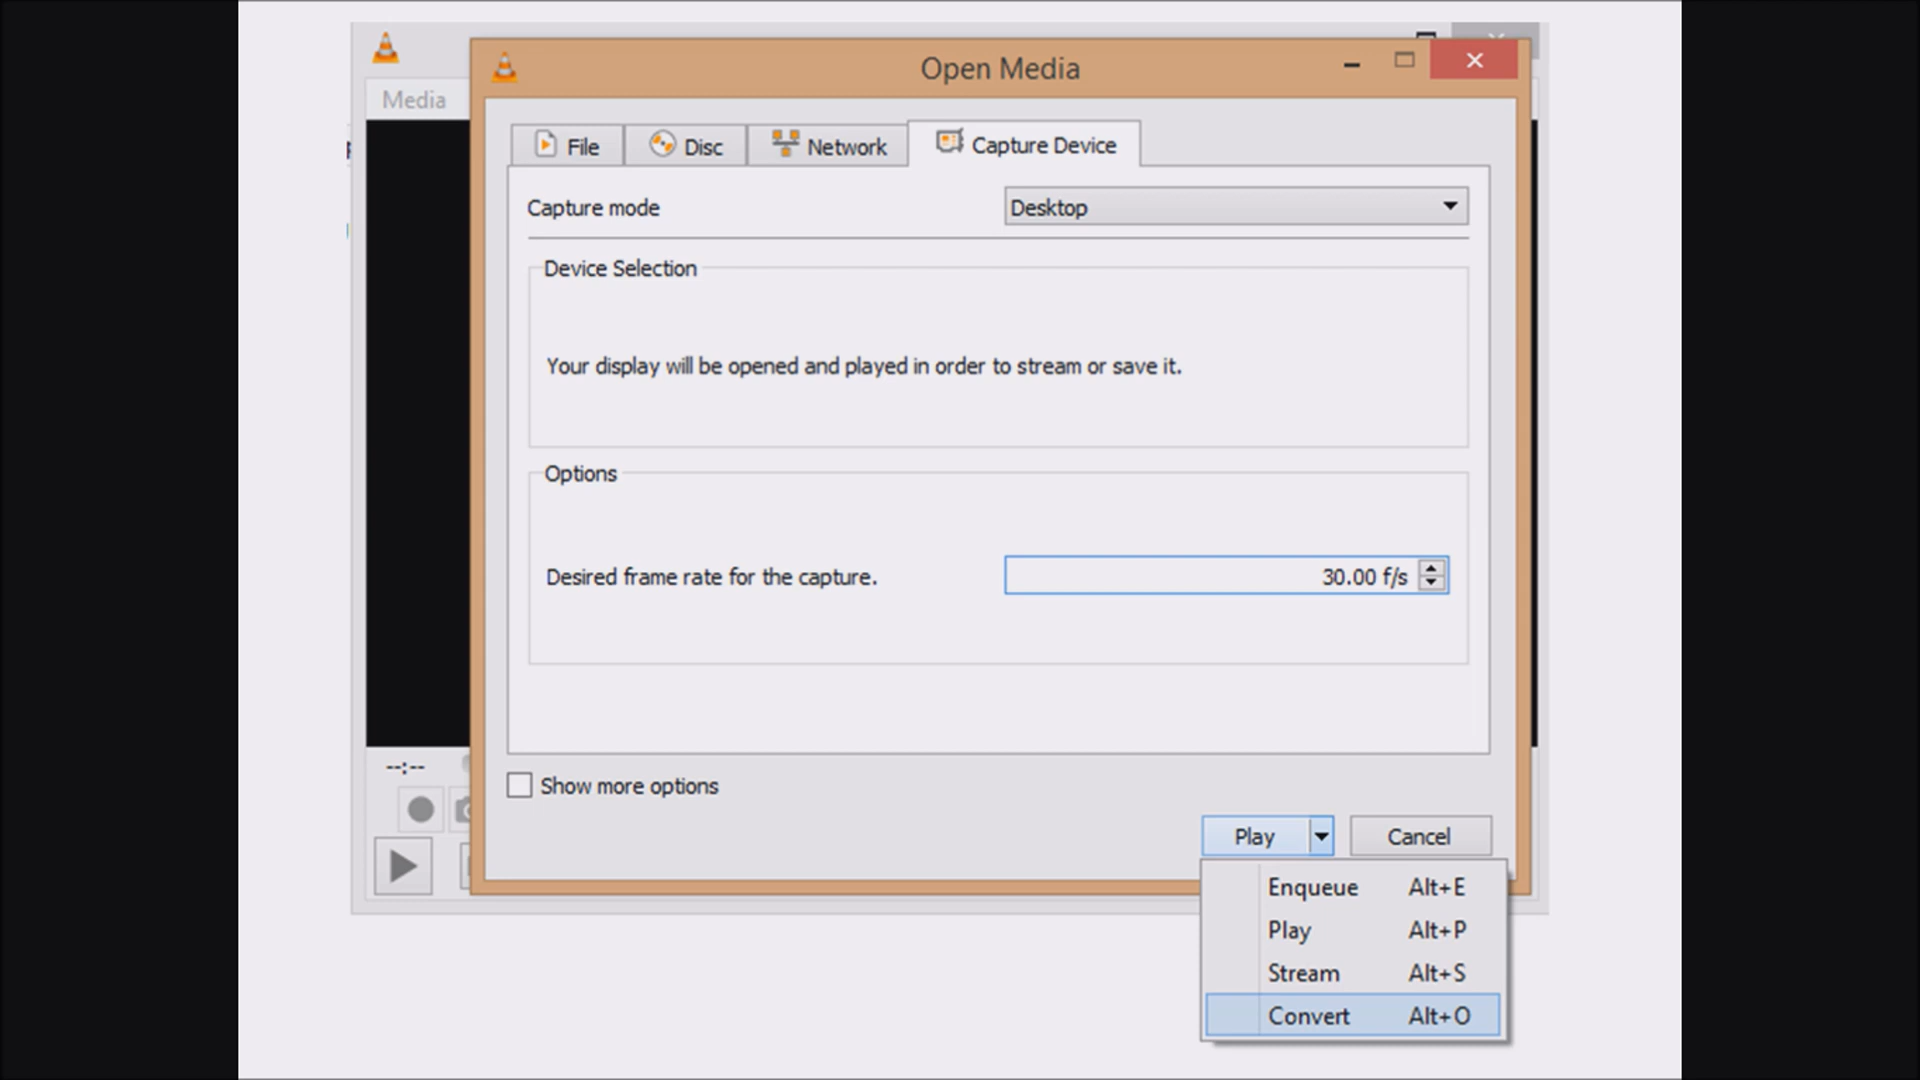 Open Media
Media
File Disc Network Capture Device
Capture mode Desktop
Device Selection
Your display will be opened and played in order to stream or save it.
Options
Desired frame rate for the capture. 30.00 f/s
--:--
Show more options
Play Cancel
Enqueue Alt+E
Play Alt+P
Stream Alt+S
Convert Alt+O